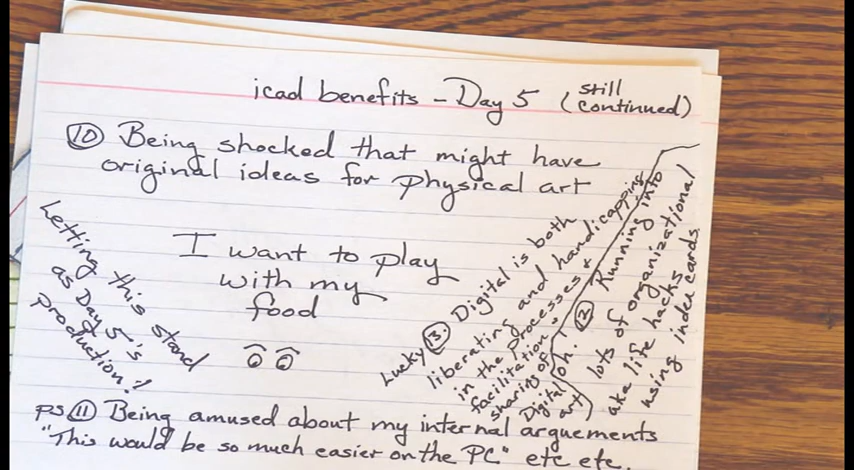 icad benefits - Day 5 (still continued)
⑩ Being shocked that might have
original ideas for physical art
I want to play
with my
food
Letting this stand
as Day 5's
production!
Lucky ⑬. Digital is both
liberating and handicapping
in the processes &
facilitation
sharing of
Digital
art)
oh. ⑫ Running into
lots of organizational
aka life hacks
using index cards.
PS ⑪ Being amused about my internal arguements
"This would be so much easier on the PC" etc etc.